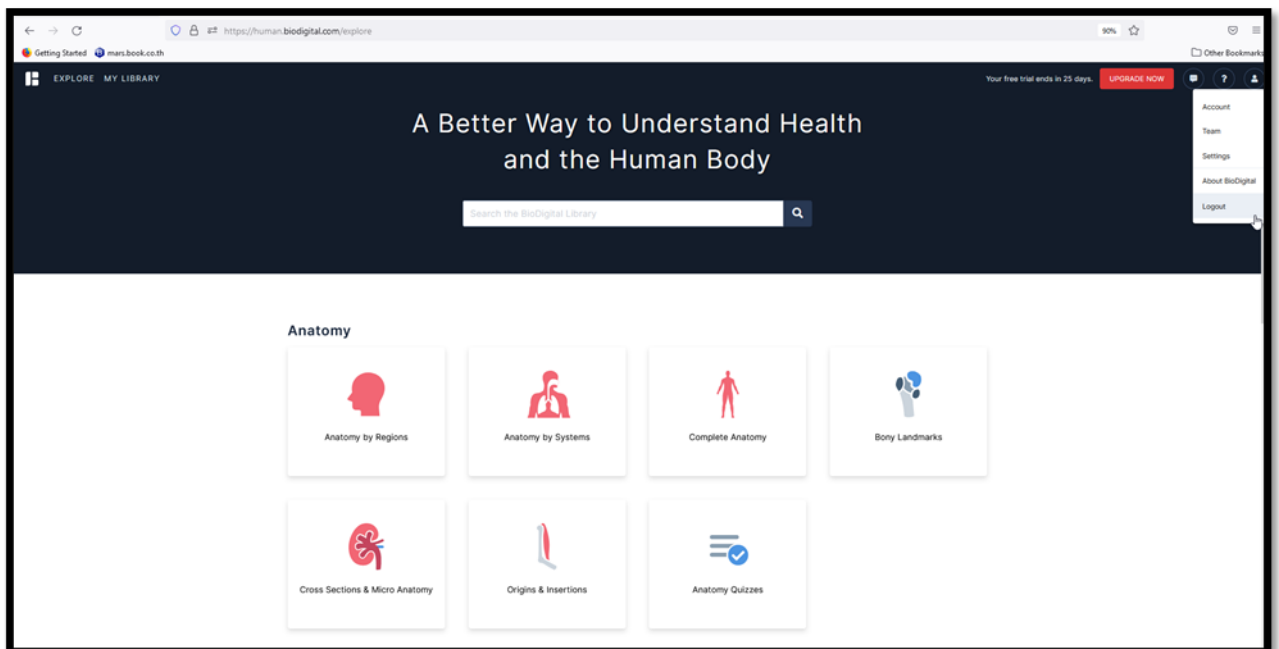 https://human.biodigital.com/explore
90%
Getting Started mars.book.co.th
Other Bookmarks
EXPLORE MY LIBRARY
Your free trial ends in 25 days. UPGRADE NOW
?
Account
Team
Settings
About BioDigital
Logout
A Better Way to Understand Health
and the Human Body
Search the BioDigital Library
Anatomy
Anatomy by Regions
Anatomy by Systems
Complete Anatomy
Bony Landmarks
Cross Sections & Micro Anatomy
Origins & Insertions
Anatomy Quizzes